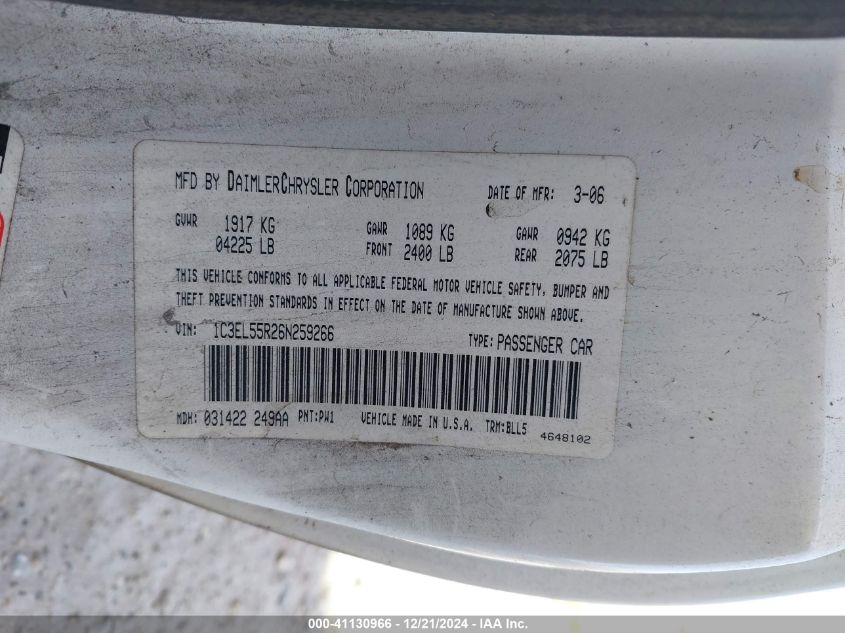 MFD BY DAIMLERCHRYSLER CORPORATION DATE OF MFR: 3-06
GVWR 1917 KG GAWR 1089 KG GAWR 0942 KG
04225 LB FRONT 2400 LB REAR 2075 LB
THIS VEHICLE CONFORMS TO ALL APPLICABLE FEDERAL MOTOR VEHICLE SAFETY, BUMPER AND
THEFT PREVENTION STANDARDS IN EFFECT ON THE DATE OF MANUFACTURE SHOWN ABOVE.
VIN: 1C3EL55R26N259266 TYPE: PASSENGER CAR
MDH: 031422 249AA PNT:PW1 VEHICLE MADE IN U.S.A. TRM:BLL5
4648102
000-41130966 - 12/21/2024 - IAA Inc.